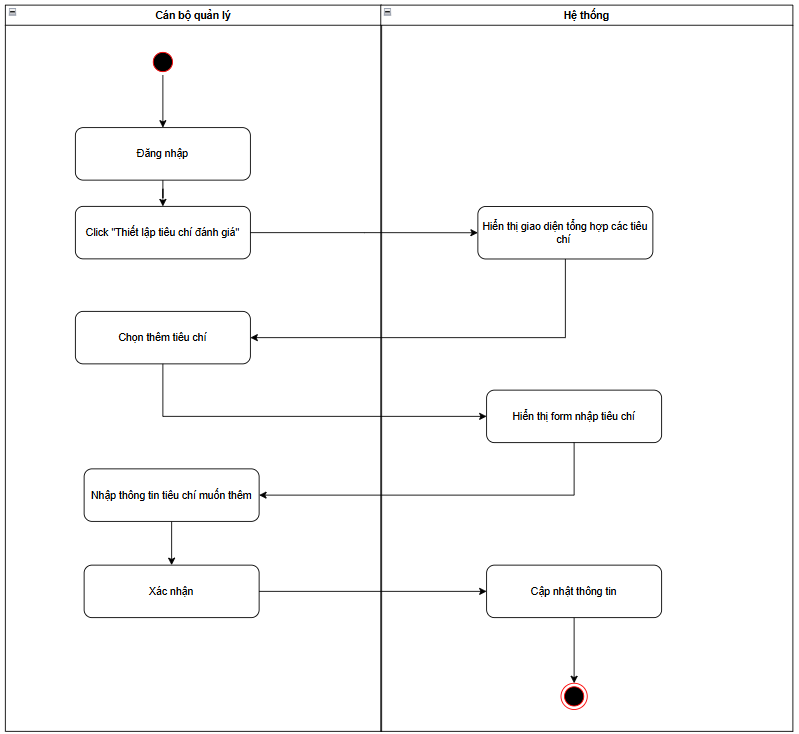 Cán bộ quản lý
Hệ thống
Đăng nhập
Click "Thiết lập tiêu chí đánh giá"
Hiển thị giao diện tổng hợp các tiêu
chí
Chọn thêm tiêu chí
Hiển thị form nhập tiêu chí
Nhập thông tin tiêu chí muốn thêm
Xác nhận
Cập nhật thông tin